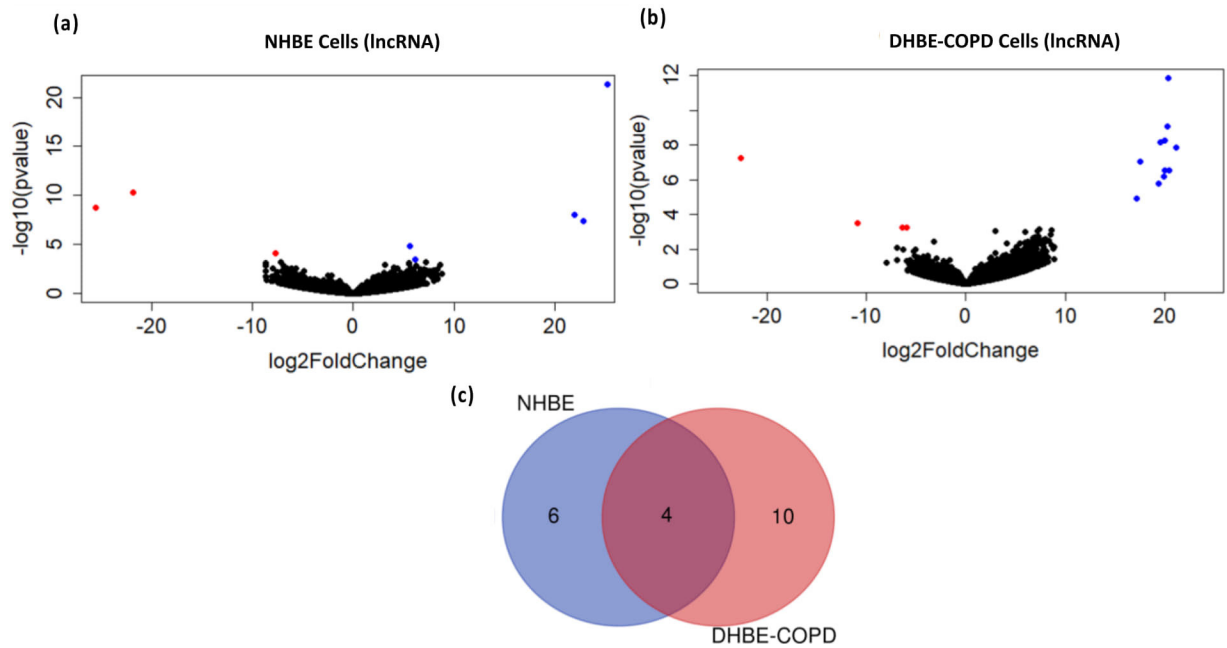 (a)
NHBE Cells (lncRNA)
-log10(pvalue)
20
15
10
5
0
-20
-10
0
10
20
log2FoldChange
(b)
DHBE-COPD Cells (lncRNA)
-log10(pvalue)
12
8
6
4
2
0
-20
-10
0
10
20
log2FoldChange
(c)
NHBE
6
4
10
DHBE-COPD